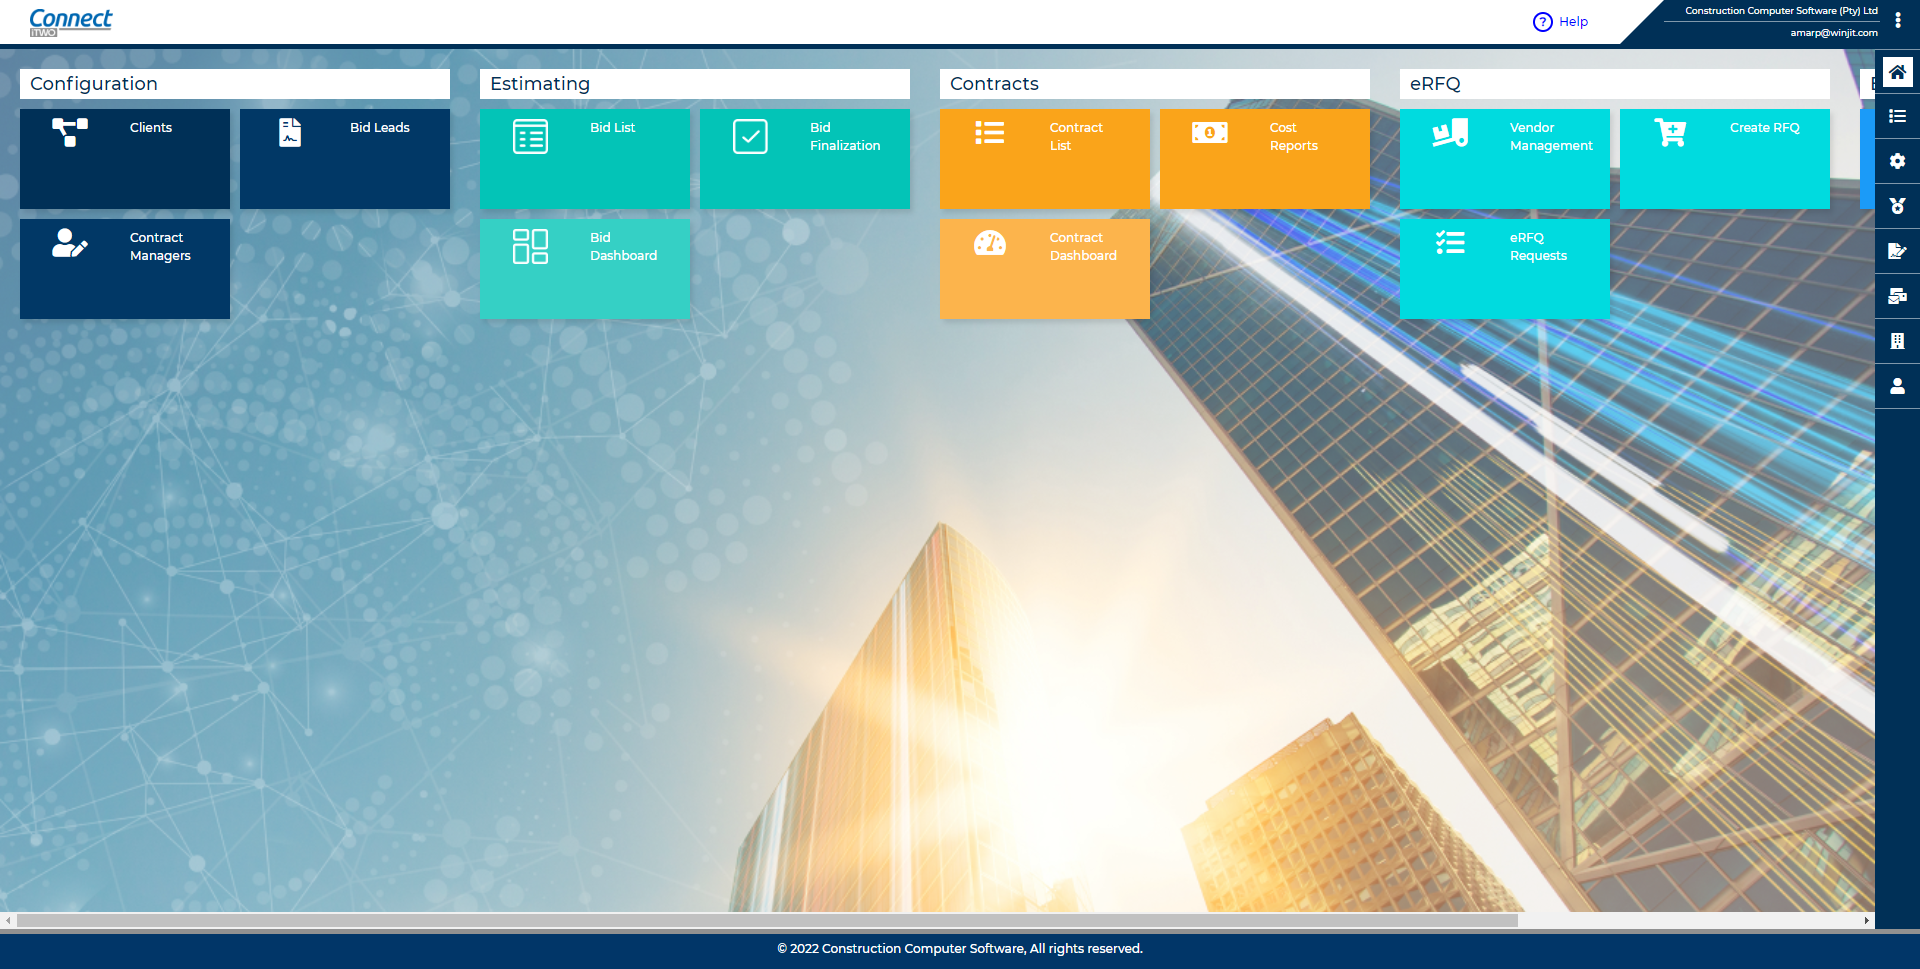 Connect
iTWO
? Help
Construction Computer Software (Pty) Ltd
amarp@winjit.com
Configuration
Clients
Bid Leads
Contract
Managers
Estimating
Bid List
Bid
Finalization
Bid
Dashboard
Contracts
Contract
List
Cost
Reports
Contract
Dashboard
eRFQ
Vendor
Management
Create RFQ
eRFQ
Requests
© 2022 Construction Computer Software, All rights reserved.